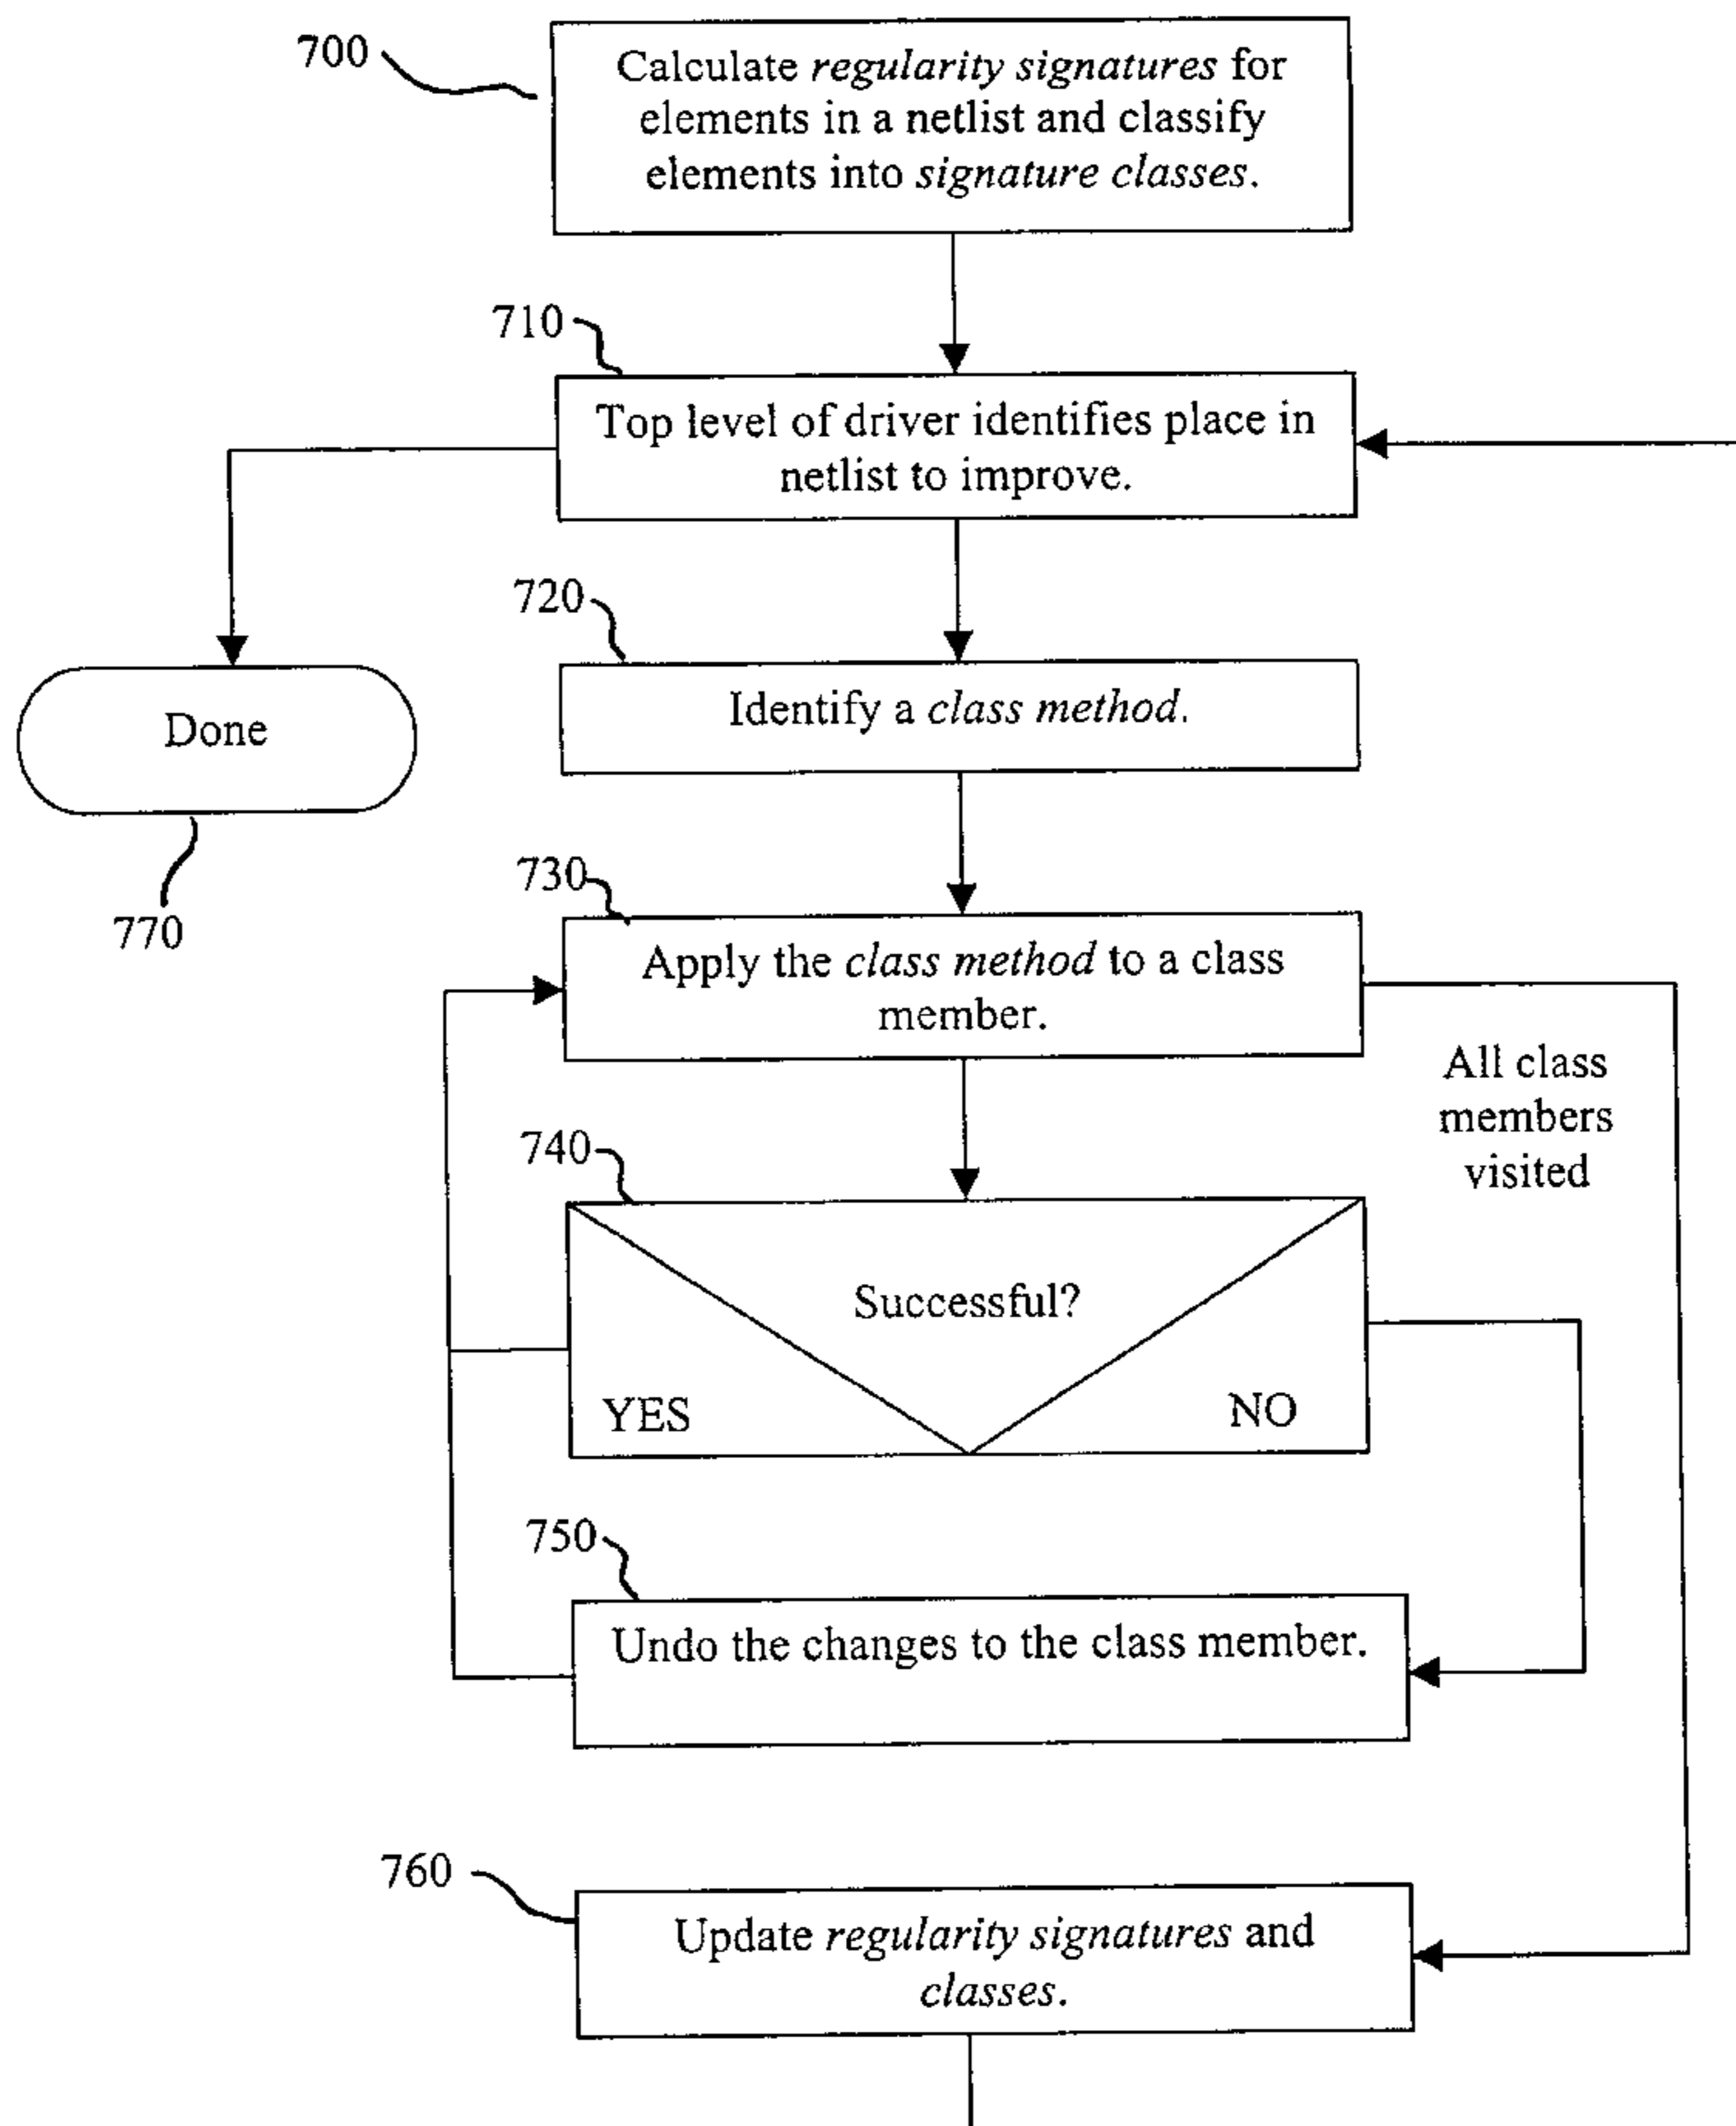 700
Calculate regularity signatures for
elements in a netlist and classify
elements into signature classes.
710
Top level of driver identifies place in
netlist to improve.
720
Identify a class method.
Done
770
730
Apply the class method to a class
member.
All class
members
visited
740
Successful?
YES
NO
750
Undo the changes to the class member.
760
Update regularity signatures and
classes.